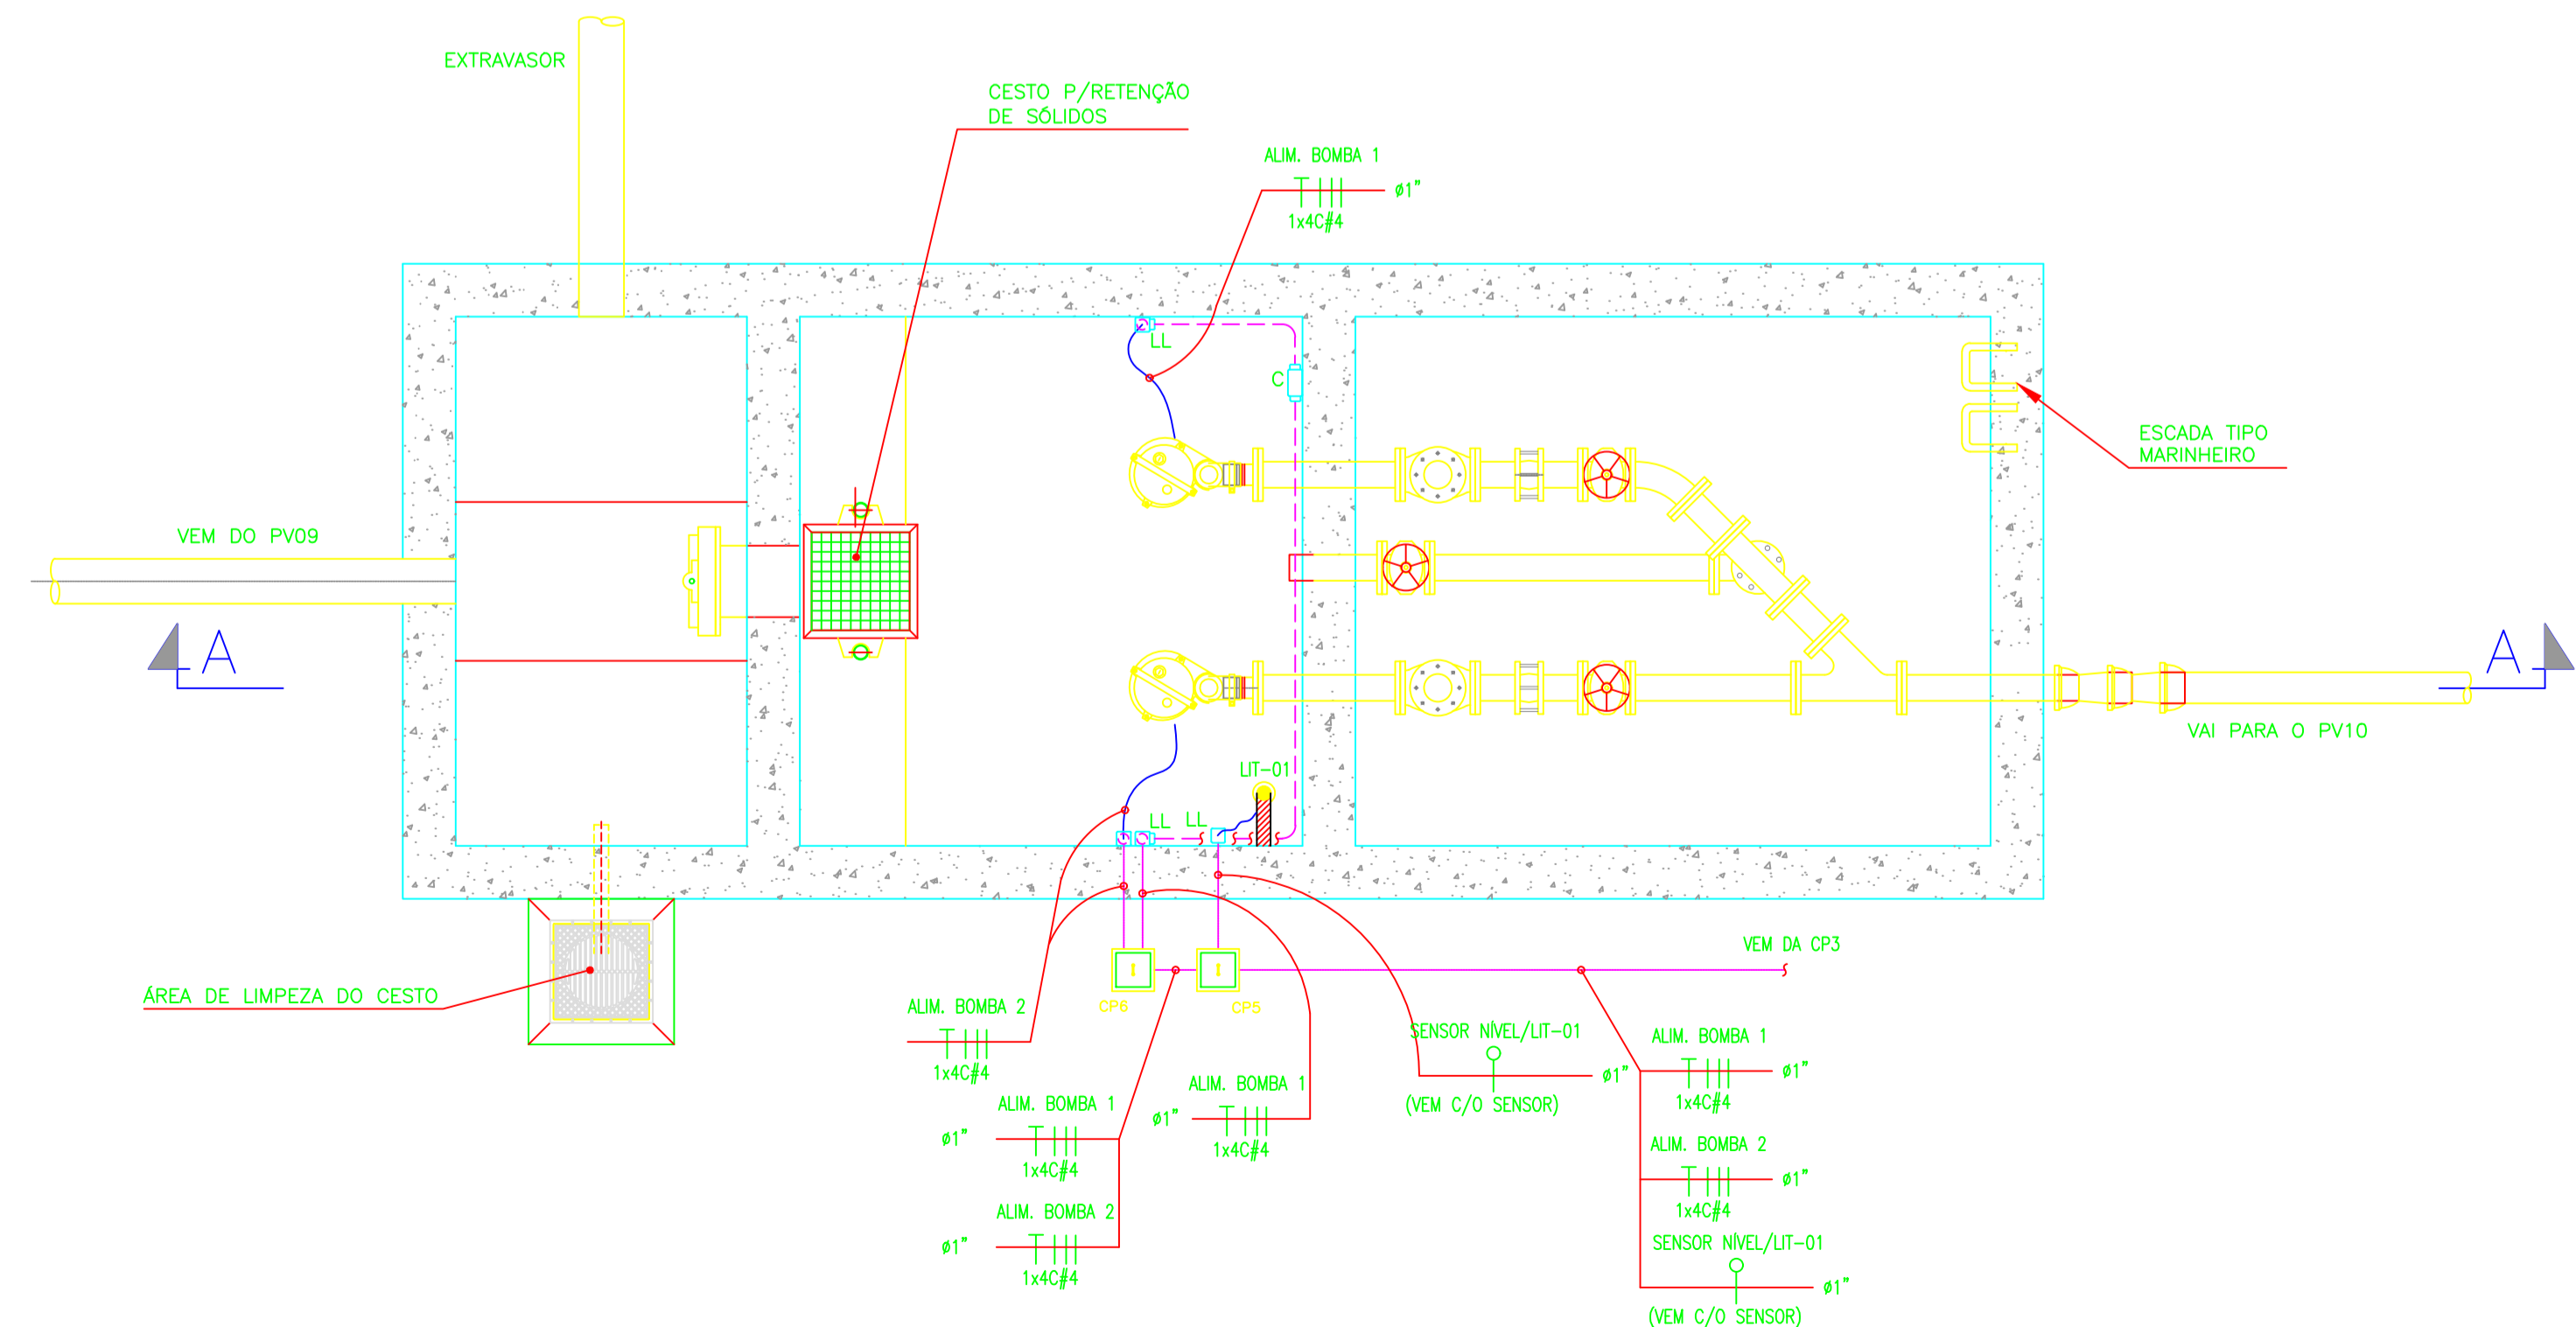 EXTRAVASOR
CESTO P/RETENÇÃO
DE SÓLIDOS
ALIM. BOMBA 1
ø1"
1x4C#4
LL
C
ESCADA TIPO
MARINHEIRO
VEM DO PV09
A
A
VAI PARA O PV10
LIT-01
LL
LL
VEM DA CP3
ÁREA DE LIMPEZA DO CESTO
I
I
CP6
CP5
ALIM. BOMBA 2
1x4C#4
SENSOR NÍVEL/LIT-01
ø1"
(VEM C/O SENSOR)
ALIM. BOMBA 1
ø1"
1x4C#4
ALIM. BOMBA 1
ø1"
1x4C#4
ALIM. BOMBA 1
ø1"
1x4C#4
ALIM. BOMBA 2
ø1"
1x4C#4
ALIM. BOMBA 2
ø1"
1x4C#4
SENSOR NÍVEL/LIT-01
ø1"
(VEM C/O SENSOR)